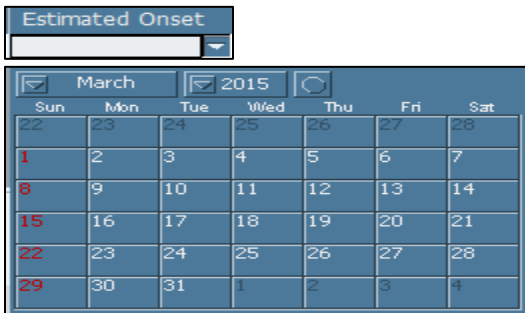 Estimated Onset
March 2015
Sun Mon Tue Wed Thu Fri Sat
22 23 24 25 26 27 28
1 2 3 4 5 6 7
8 9 10 11 12 13 14
15 16 17 18 19 20 21
22 23 24 25 26 27 28
29 30 31 1 2 3 4